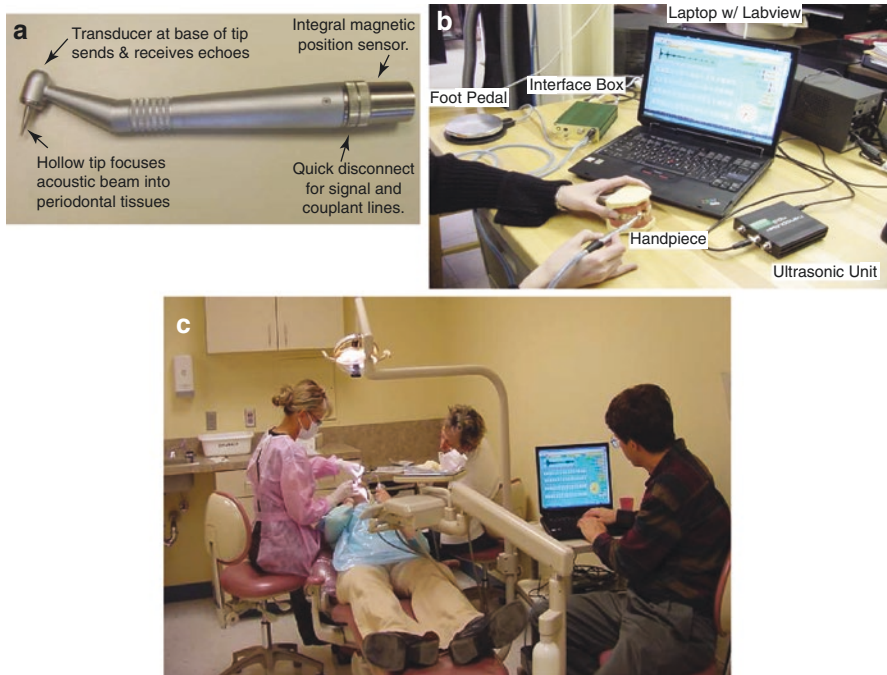 a
Transducer at base of tip
sends & receives echoes
Integral magnetic
position sensor.
Hollow tip focuses
acoustic beam into
periodontal tissues
Quick disconnect
for signal and
couplant lines.
b
Laptop w/ Labview
Interface Box
Foot Pedal
Handpiece
Ultrasonic Unit
c